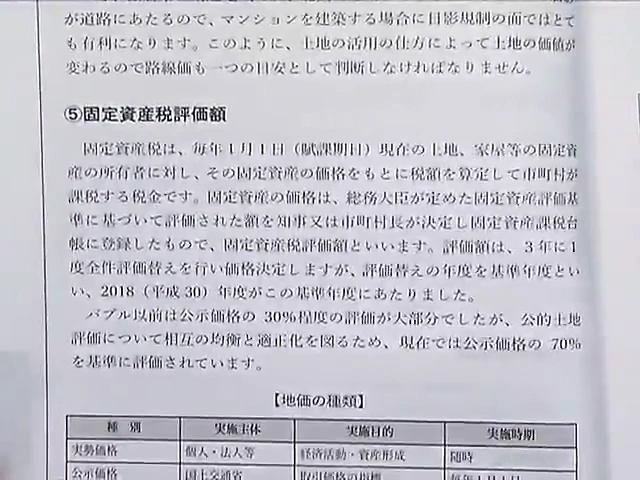 が道路にあたるので、マンションを建築する場合に日影規制の面ではとて
も有利になります。このように、土地の活用の仕方によって土地の価値が
変わるので路線価も一つの目安として判断しなければなりません。
⑤固定資産税評価額
固定資産税は、毎年1月1日（賦課期日）現在の土地、家屋等の固定資
産の所有者に対し、その固定資産の価格をもとに税額を算定して市町村が
課税する税金です。固定資産の価格は、総務大臣が定めた固定資産評価基
準に基づいて評価された額を知事又は市町村長が決定し固定資産課税台
帳に登録したもので、固定資産税評価額といいます。評価額は、3年に1
度全件評価替えを行い価格決定しますが、評価替えの年度を基準年度とい
い、2018（平成30）年度がこの基準年度にあたりました。
バブル以前は公示価格の 30%程度の評価が大部分でしたが、公的土地
評価について相互の均衡と適正化を図るため、現在では公示価格の 70%
を基準に評価されています。
【地価の種類】
種 別 実施主体 実施目的 実施時期
実勢価格 個人・法人等 経済活動・資産形成 随時
公示価格 国土交通省 取引価格の指標 毎年1月1日